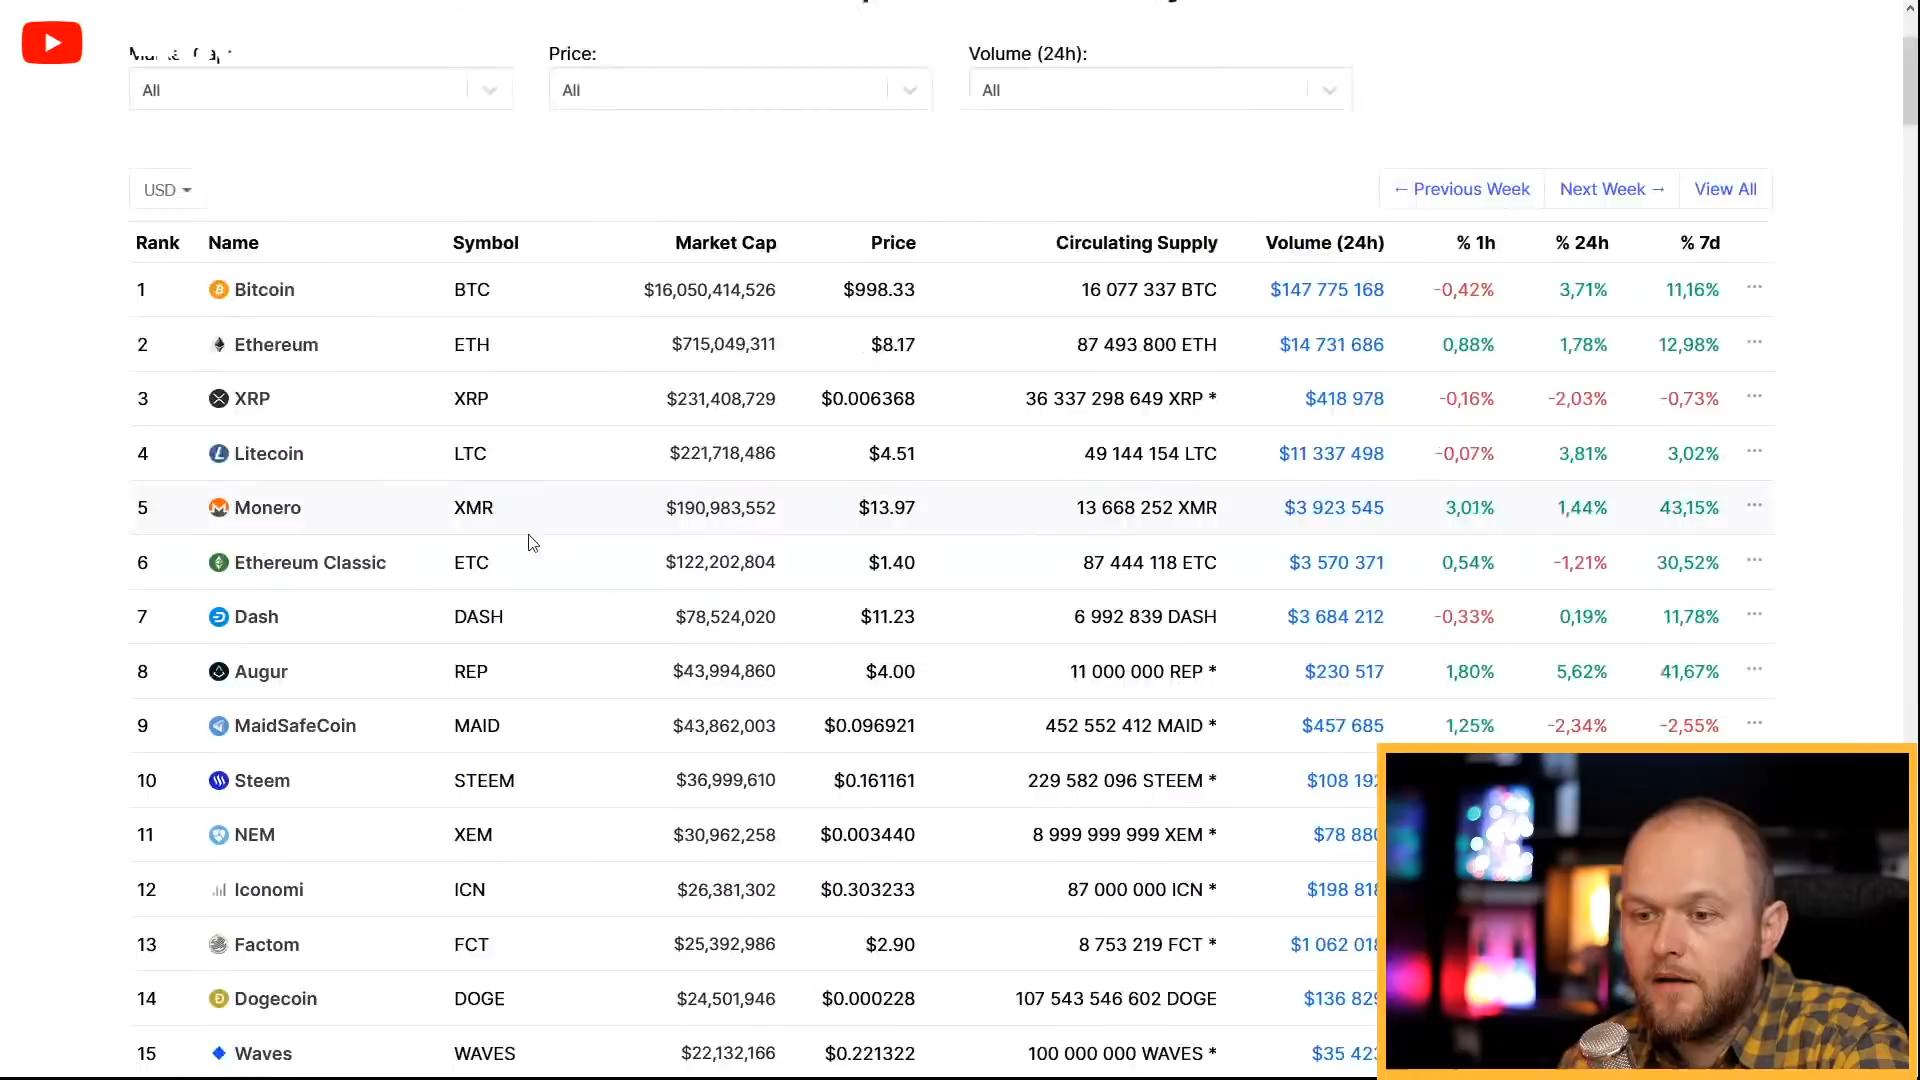 Price:
Volume (24h):
All
All
All
USD
← Previous Week
Next Week →
View All
Rank Name Symbol Market Cap Price Circulating Supply Volume (24h) % 1h % 24h % 7d
1 Bitcoin BTC $16,050,414,526 $998.33 16 077 337 BTC $147 775 168 -0,42% 3,71% 11,16%
2 Ethereum ETH $715,049,311 $8.17 87 493 800 ETH $14 731 686 0,88% 1,78% 12,98%
3 XRP XRP $231,408,729 $0.006368 36 337 298 649 XRP * $418 978 -0,16% -2,03% -0,73%
4 Litecoin LTC $221,718,486 $4.51 49 144 154 LTC $11 337 498 -0,07% 3,81% 3,02%
5 Monero XMR $190,983,552 $13.97 13 668 252 XMR $3 923 545 3,01% 1,44% 43,15%
6 Ethereum Classic ETC $122,202,804 $1.40 87 444 118 ETC $3 570 371 0,54% -1,21% 30,52%
7 Dash DASH $78,524,020 $11.23 6 992 839 DASH $3 684 212 -0,33% 0,19% 11,78%
8 Augur REP $43,994,860 $4.00 11 000 000 REP * $230 517 1,80% 5,62% 41,67%
9 MaidSafeCoin MAID $43,862,003 $0.096921 452 552 412 MAID * $457 685 1,25% -2,34% -2,55%
10 Steem STEEM $36,999,610 $0.161161 229 582 096 STEEM * $108 192
11 NEM XEM $30,962,258 $0.003440 8 999 999 999 XEM * $78 880
12 Iconomi ICN $26,381,302 $0.303233 87 000 000 ICN * $198 818
13 Factom FCT $25,392,986 $2.90 8 753 219 FCT * $1 062 018
14 Dogecoin DOGE $24,501,946 $0.000228 107 543 546 602 DOGE $136 829
15 Waves WAVES $22,132,166 $0.221322 100 000 000 WAVES * $35 423